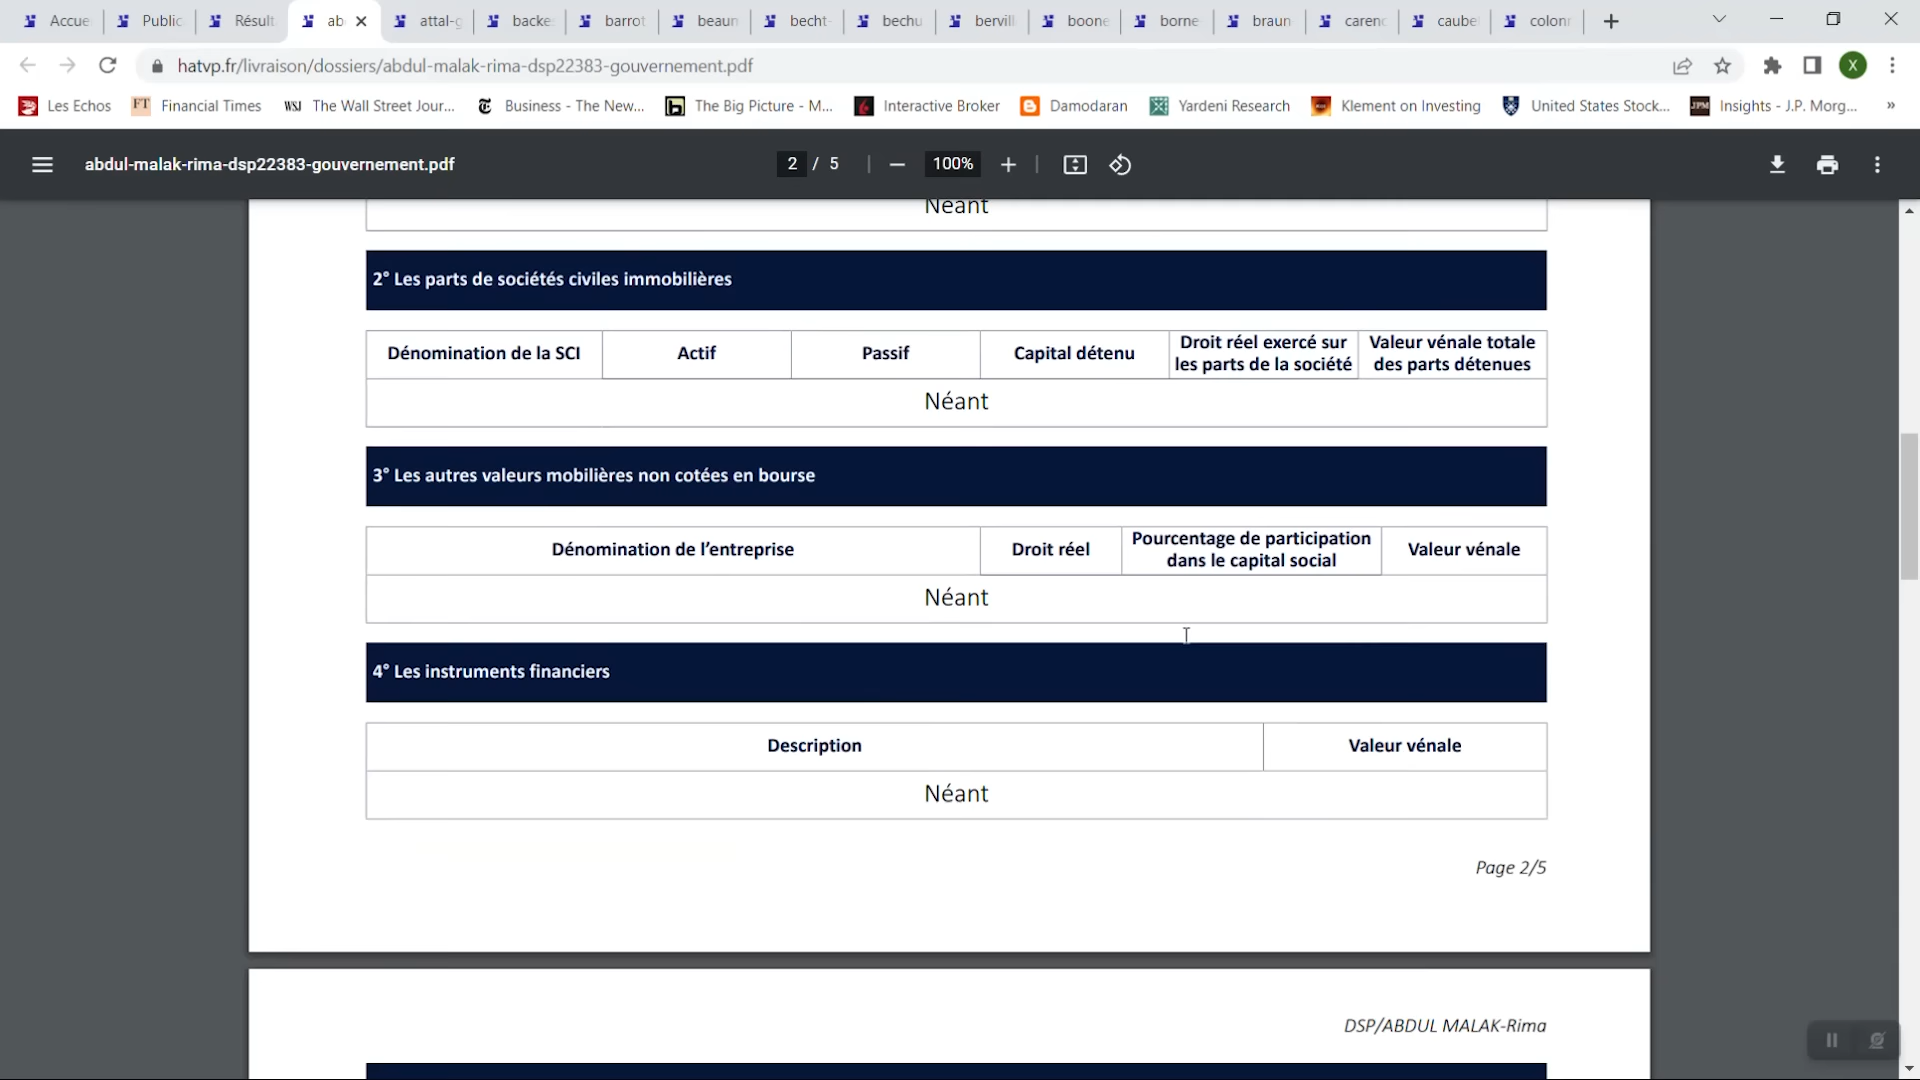 Accue Public Résult ab attal-g backe barrot beaun becht- bechu bervill boone borne braun carenc caube colonn
hatvp.fr/livraison/dossiers/abdul-malak-rima-dsp22383-gouvernement.pdf X
Les Echos FT Financial Times WSJ The Wall Street Jour... Business - The New... The Big Picture - M... Interactive Broker Damodaran Yardeni Research Klement on Investing United States Stock... JPM Insights - J.P. Morg... »
abdul-malak-rima-dsp22383-gouvernement.pdf 2 / 5 100%
Néant
2° Les parts de sociétés civiles immobilières
Dénomination de la SCI Actif Passif Capital détenu Droit réel exercé sur les parts de la société Valeur vénale totale des parts détenues
Néant
3° Les autres valeurs mobilières non cotées en bourse
Dénomination de l’entreprise Droit réel Pourcentage de participation dans le capital social Valeur vénale
Néant
4° Les instruments financiers
Description Valeur vénale
Néant
Page 2/5
DSP/ABDUL MALAK-Rima